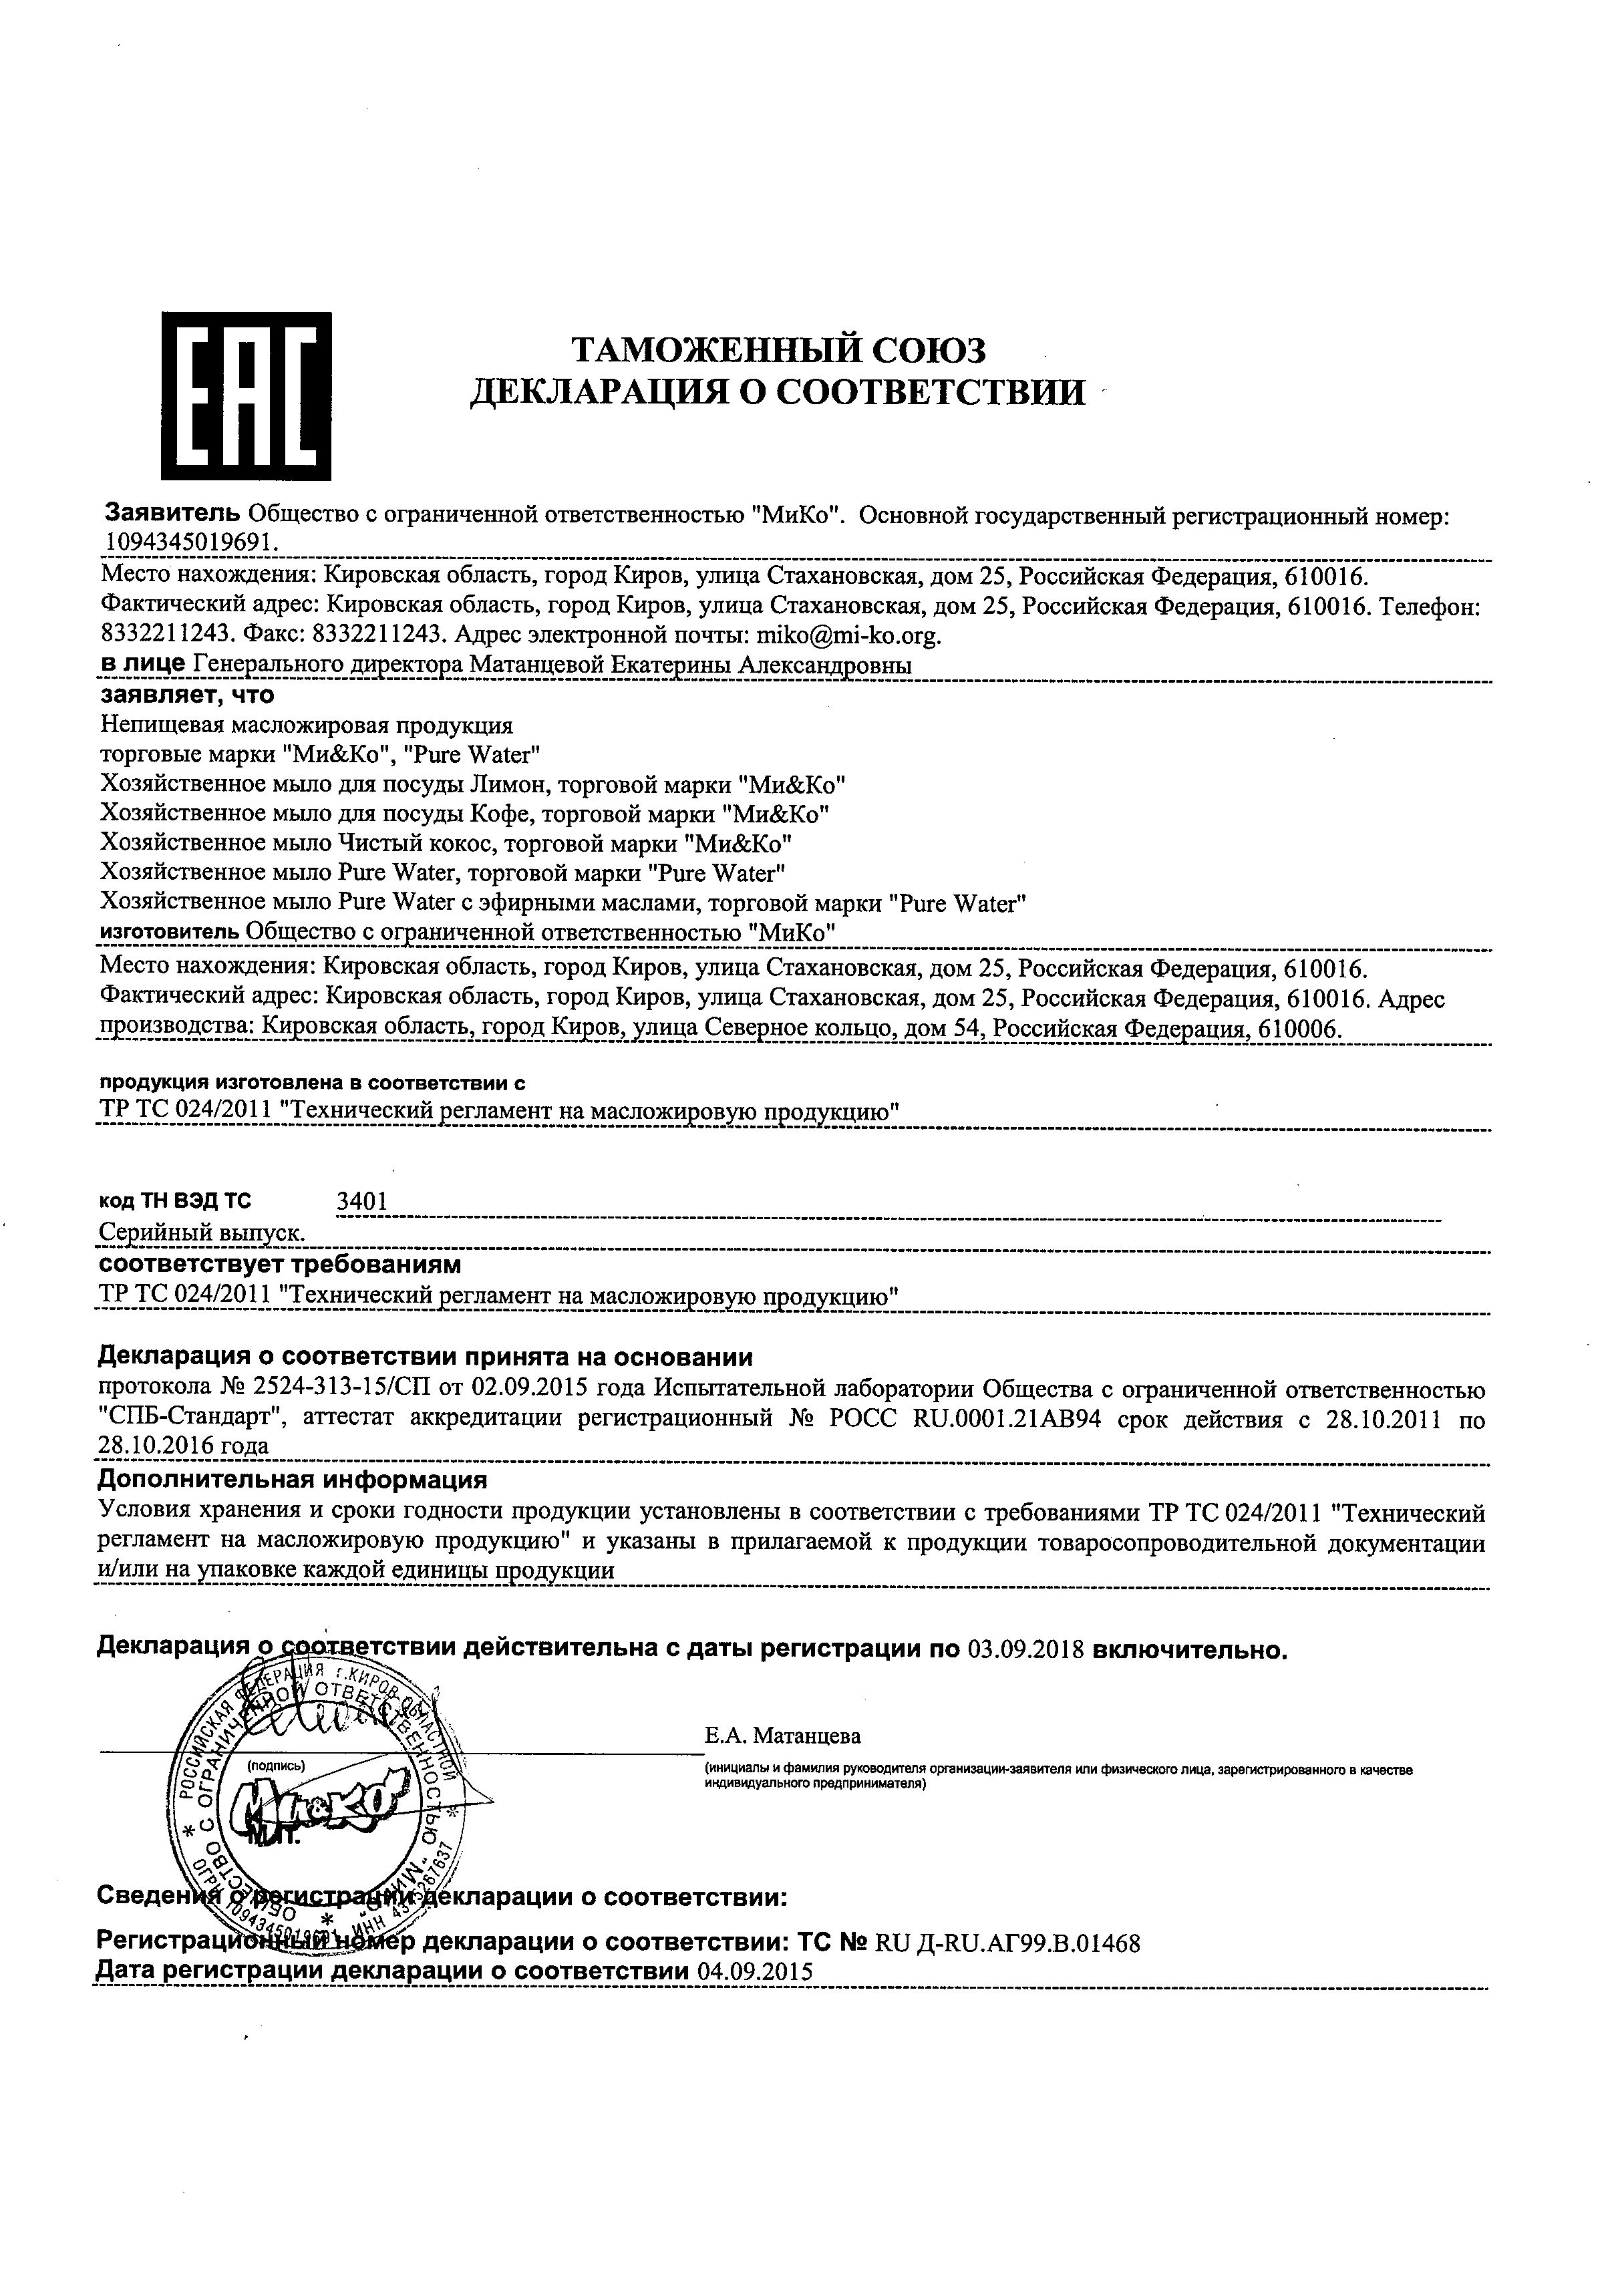 EAC
ТАМОЖЕННЫЙ СОЮЗ
ДЕКЛАРАЦИЯ О СООТВЕТСТВИИ
Заявитель Общество с ограниченной ответственностью "МиКо". Основной государственный регистрационный номер:
1094345019691.
Место нахождения: Кировская область, город Киров, улица Стахановская, дом 25, Российская Федерация, 610016.
Фактический адрес: Кировская область, город Киров, улица Стахановская, дом 25, Российская Федерация, 610016. Телефон:
8332211243. Факс: 8332211243. Адрес электронной почты: miko@mi-ko.org.
в лице Генерального директора Матанцевой Екатерины Александровны
заявляет, что
Непищевая масложировая продукция
торговые марки "Ми&Ко", "Pure Water"
Хозяйственное мыло для посуды Лимон, торговой марки "Ми&Ко"
Хозяйственное мыло для посуды Кофе, торговой марки "Ми&Ко"
Хозяйственное мыло Чистый кокос, торговой марки "Ми&Ко"
Хозяйственное мыло Pure Water, торговой марки "Pure Water"
Хозяйственное мыло Pure Water с эфирными маслами, торговой марки "Pure Water"
изготовитель Общество с ограниченной ответственностью "МиКо"
Место нахождения: Кировская область, город Киров, улица Стахановская, дом 25, Российская Федерация, 610016.
Фактический адрес: Кировская область, город Киров, улица Стахановская, дом 25, Российская Федерация, 610016. Адрес
производства: Кировская область, город Киров, улица Северное кольцо, дом 54, Российская Федерация, 610006.
продукция изготовлена в соответствии с
ТР ТС 024/2011 "Технический регламент на масложировую продукцию"
код ТН ВЭД ТС 3401
Серийный выпуск.
соответствует требованиям
ТР ТС 024/2011 "Технический регламент на масложировую продукцию"
Декларация о соответствии принята на основании
протокола № 2524-313-15/СП от 02.09.2015 года Испытательной лаборатории Общества с ограниченной ответственностью
"СПБ-Стандарт", аттестат аккредитации регистрационный № РОСС RU.0001.21АВ94 срок действия с 28.10.2011 по
28.10.2016 года
Дополнительная информация
Условия хранения и сроки годности продукции установлены в соответствии с требованиями ТР ТС 024/2011 "Технический
регламент на масложировую продукцию" и указаны в прилагаемой к продукции товаросопроводительной документации
и/или на упаковке каждой единицы продукции
Декларация о соответствии действительна с даты регистрации по 03.09.2018 включительно.
РОССИЙСКАЯ ФЕДЕРАЦИЯ г.КИРОВ ОБЛАСТНОЙ
ОБЩЕСТВО С ОГРАНИЧЕННОЙ ОТВЕТСТВЕННОСТЬЮ "МИКО"
ОГРН 1094345019691 ИНН 4345267637
Е.А. Матанцева
(подпись)
(инициалы и фамилия руководителя организации-заявителя или физического лица, зарегистрированного в качестве
индивидуального предпринимателя)
Ми&Ко
М.П.
Сведения о регистрации декларации о соответствии:
Регистрационный номер декларации о соответствии: ТС № RU Д-RU.АГ99.В.01468
Дата регистрации декларации о соответствии 04.09.2015